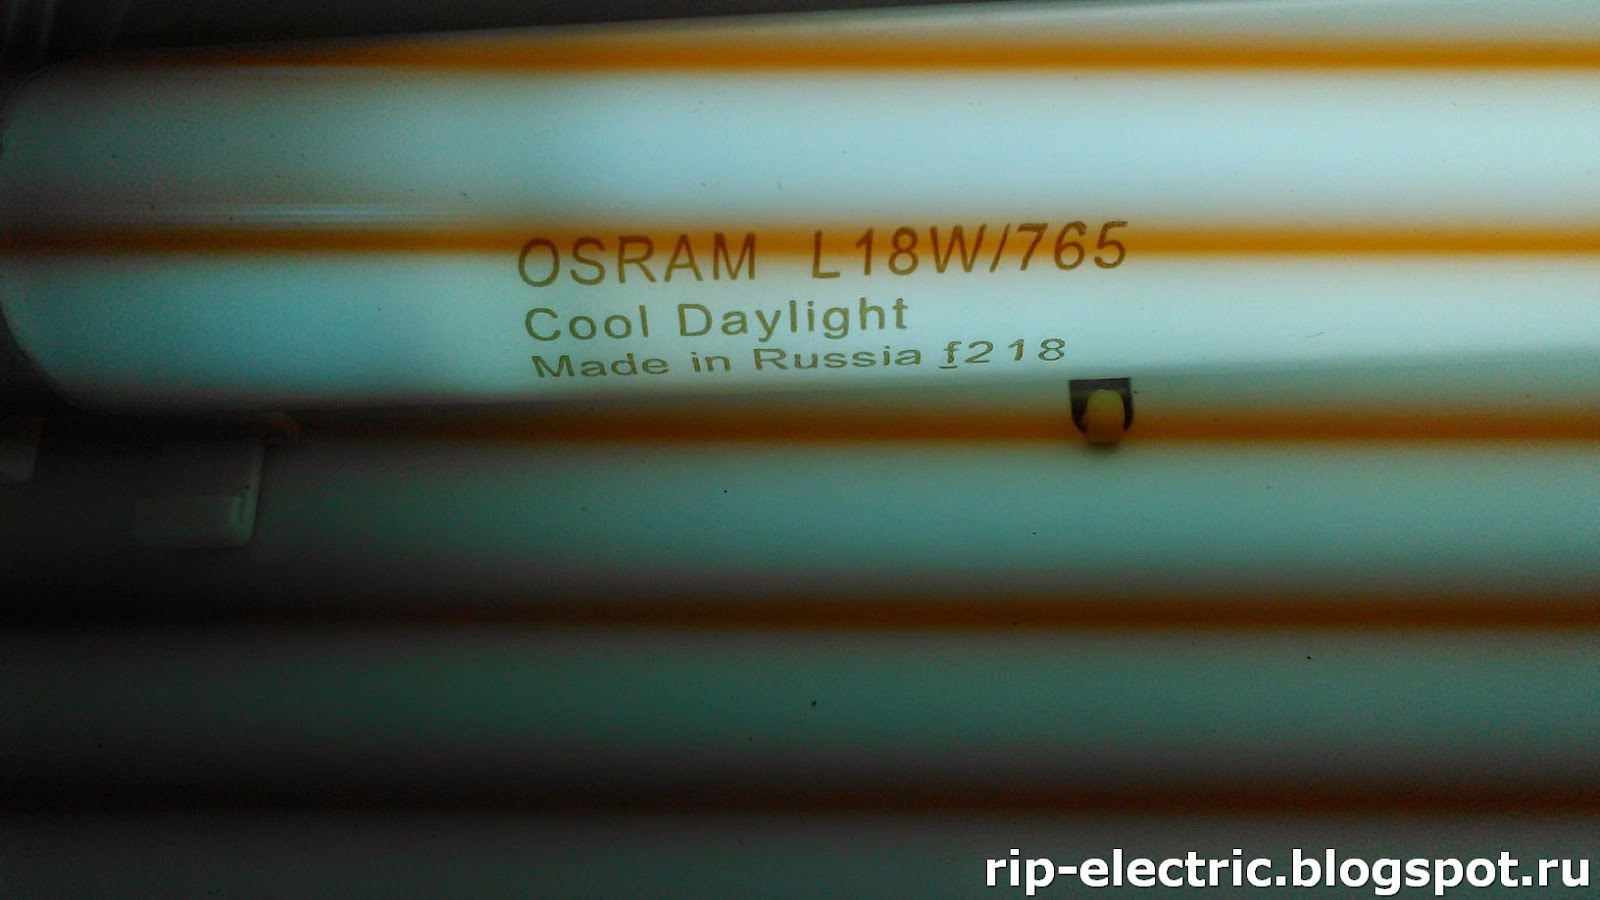 OSRAM L18W/765
Cool Daylight
Made in Russia f218
rip-electric.blogspot.ru